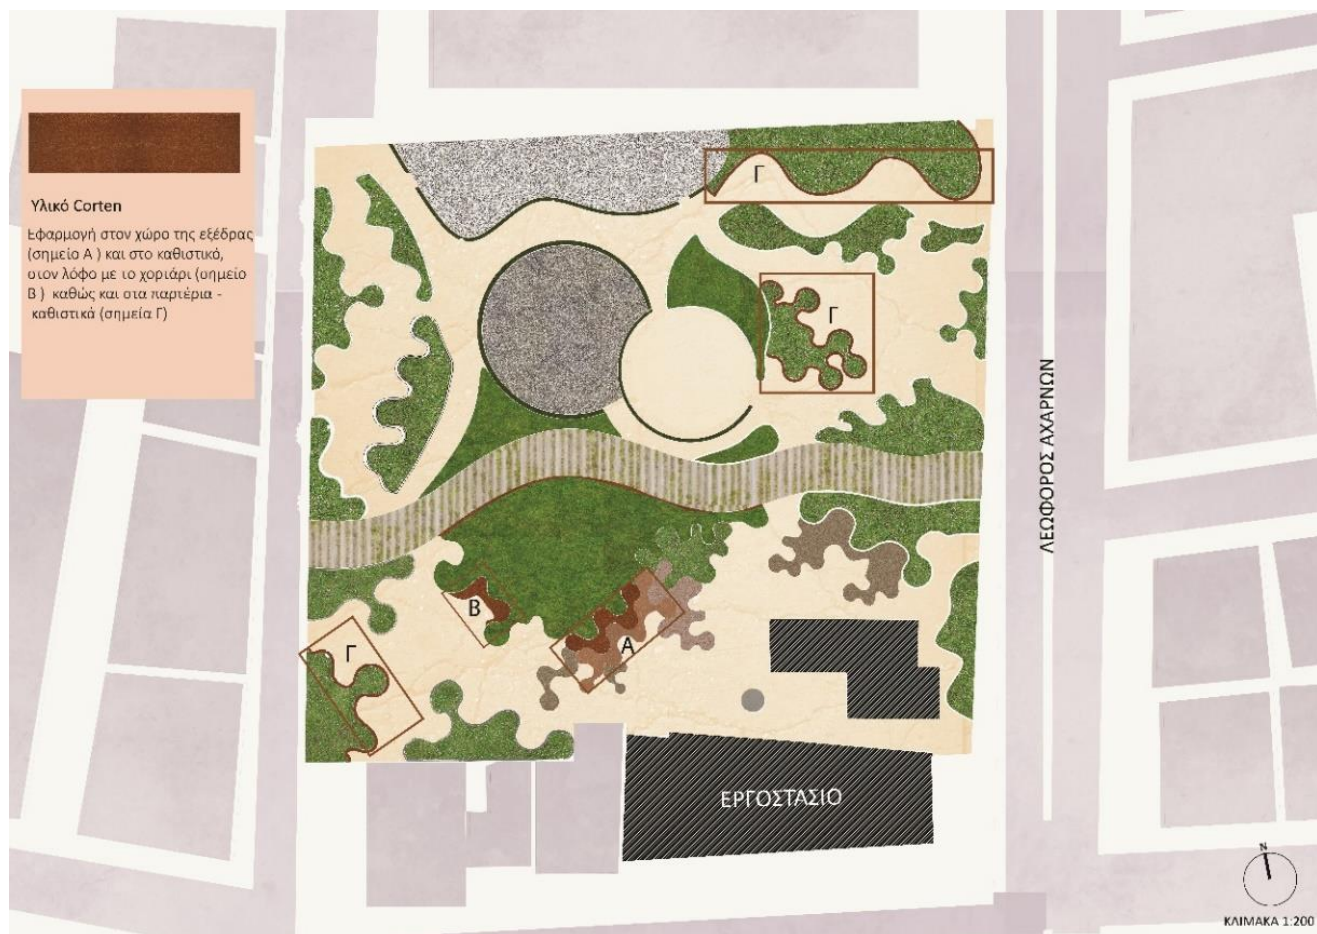 Υλικό Corten
Εφαρμογή στον χώρο της εξέδρας
(σημείο Α ) και στο καθιστικό,
στον λόφο με το χορτάρι (σημείο
Β )  καθώς και στα παρτέρια -
καθιστικά (σημεία Γ)
Γ
Γ
ΛΕΩΦΟΡΟΣ ΑΧΑΡΝΩΝ
Β
Α
Γ
ΕΡΓΟΣΤΑΣΙΟ
N
ΚΛΙΜΑΚΑ 1:200